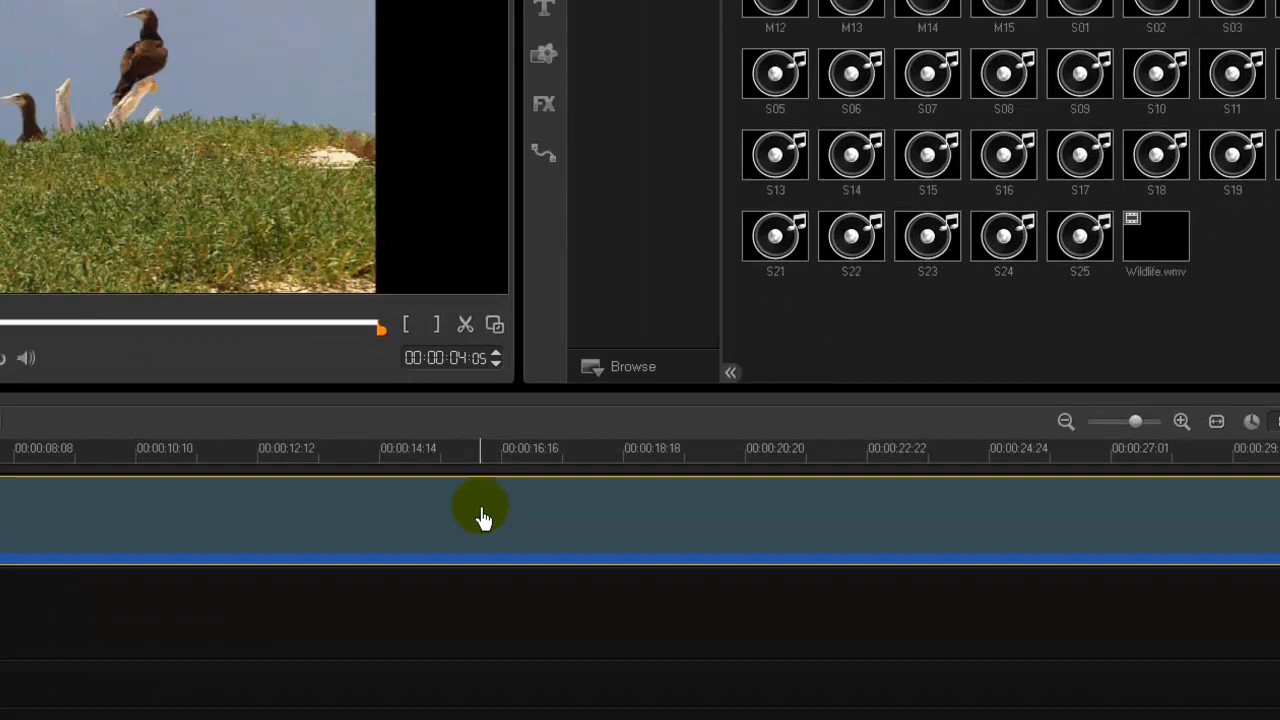 M12 M13 M14 M15 S01 S02 S03
S05 S06 S07 S08 S09 S10 S11
FX
S13 S14 S15 S16 S17 S18 S19
S21 S22 S23 S24 S25 Wildlife.wmv
[ ]
00:00:04:05
Browse
00:00:08:08 00:00:10:10 00:00:12:12 00:00:14:14 00:00:16:16 00:00:18:18 00:00:20:20 00:00:22:22 00:00:24:24 00:00:27:01 00:00:29: